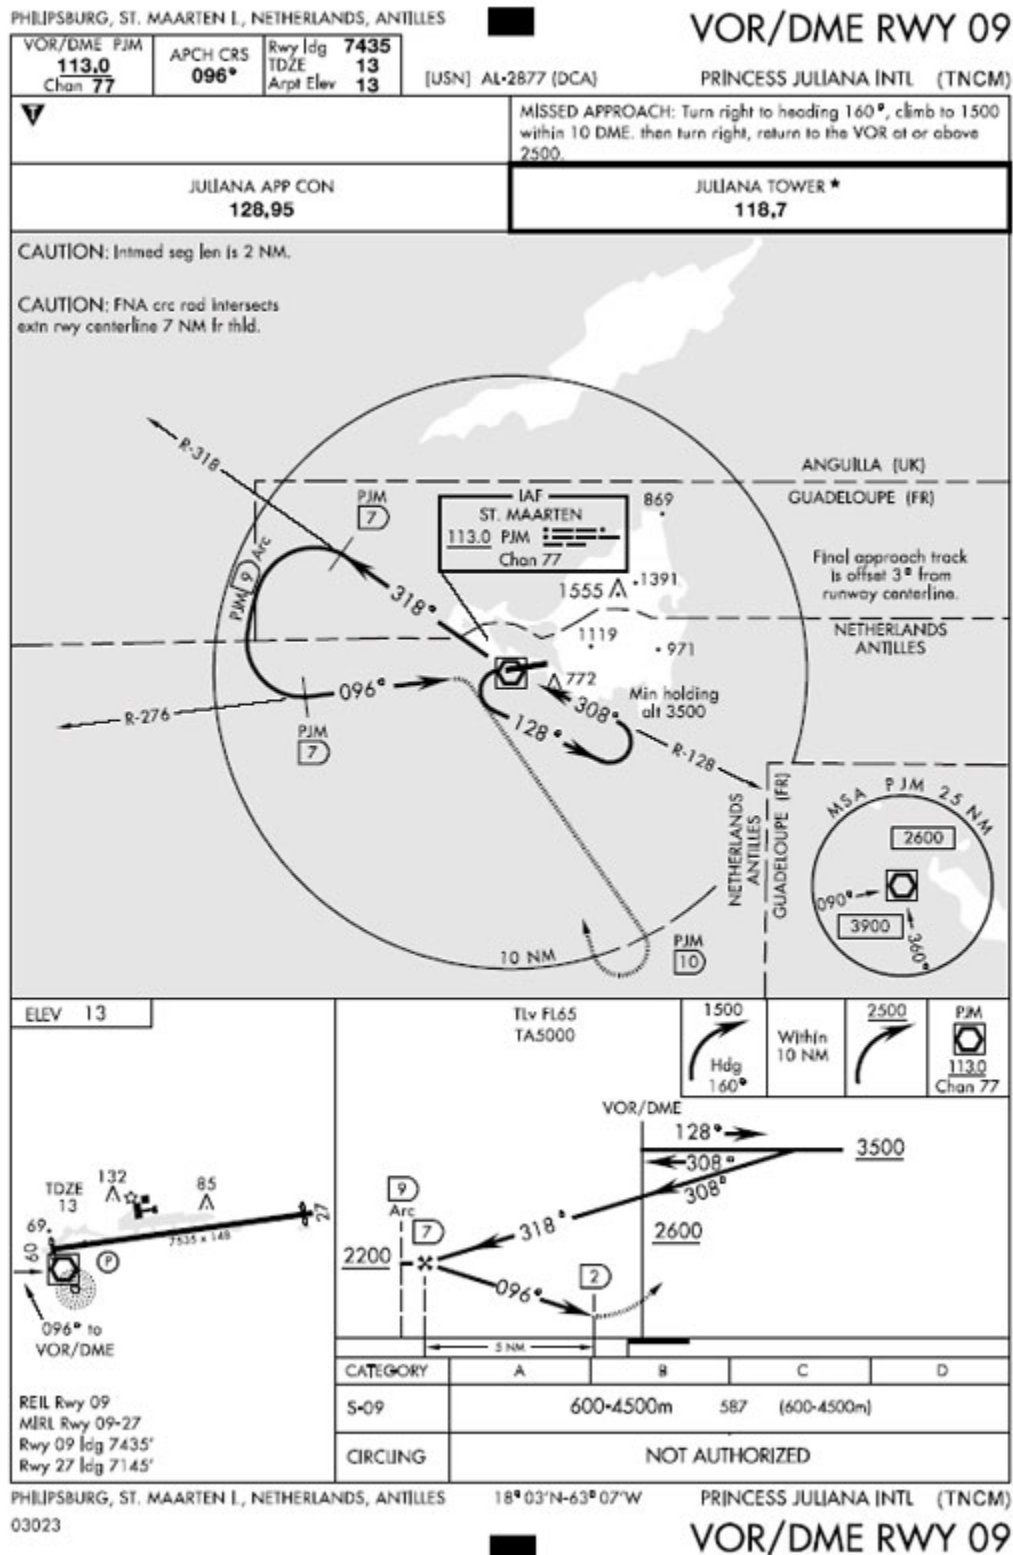 PHILIPSBURG, ST. MAARTEN I., NETHERLANDS, ANTILLES
VOR/DME RWY 09
VOR/DME PJM
113.0
Chan 77
APCH CRS
096°
Rwy ldg 7435
TDZE 13
Arpt Elev 13
[USN] AL-2877 (DCA)
PRINCESS JULIANA INTL (TNCM)
T
MISSED APPROACH: Turn right to heading 160°, climb to 1500
within 10 DME. then turn right, return to the VOR at or above
2500.
JULIANA APP CON
128.95
JULIANA TOWER ★
118.7
CAUTION: Intmed seg len is 2 NM.
CAUTION: FNA crc rad intersects
extn rwy centerline 7 NM fr thld.
R-318
ANGUILLA (UK)
GUADELOUPE (FR)
PJM
7
IAF
ST. MAARTEN
113.0 PJM
Chan 77
869
PJM 9 Arc
Final approach track
is offset 3° from
runway centerline.
318°
1555
1391
NETHERLANDS
ANTILLES
1119
971
772
096°
R-276
PJM
7
128°
308°
Min holding
alt 3500
R-128
NETHERLANDS
ANTILLES
GUADELOUPE (FR)
MSA PJM 25 NM
2600
090°
3900
360°
10 NM
PJM
10
ELEV 13
TLv FL65
TA5000
1500
Hdg
160°
Within
10 NM
2500
PJM
113.0
Chan 77
TDZE
13
132
85
69
09
27
7535 x 148
P
096° to
VOR/DME
VOR/DME
128°
308°
308°
3500
9
Arc
7
318°
2600
2200
096°
2
5 NM
REIL Rwy 09
MIRL Rwy 09-27
Rwy 09 ldg 7435'
Rwy 27 ldg 7145'
CATEGORY A B C D
S-09 600-4500m 587 (600-4500m)
CIRCLING NOT AUTHORIZED
PHILIPSBURG, ST. MAARTEN I., NETHERLANDS, ANTILLES
18° 03'N-63° 07'W
PRINCESS JULIANA INTL (TNCM)
03023
VOR/DME RWY 09